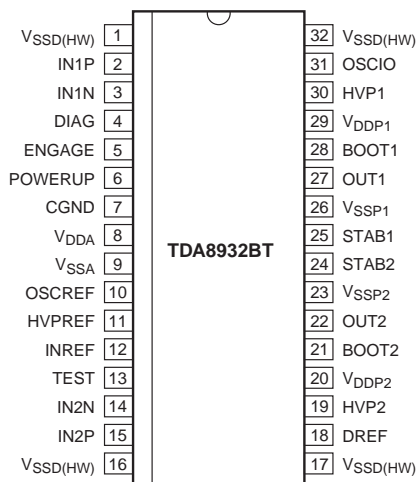 VSSD(HW) 1
IN1P 2
IN1N 3
DIAG 4
ENGAGE 5
POWERUP 6
CGND 7
VDDA 8
VSSA 9
OSCREF 10
HVPREF 11
INREF 12
TEST 13
IN2N 14
IN2P 15
VSSD(HW) 16
TDA8932BT
32 VSSD(HW)
31 OSCIO
30 HVP1
29 VDDP1
28 BOOT1
27 OUT1
26 VSSP1
25 STAB1
24 STAB2
23 VSSP2
22 OUT2
21 BOOT2
20 VDDP2
19 HVP2
18 DREF
17 VSSD(HW)